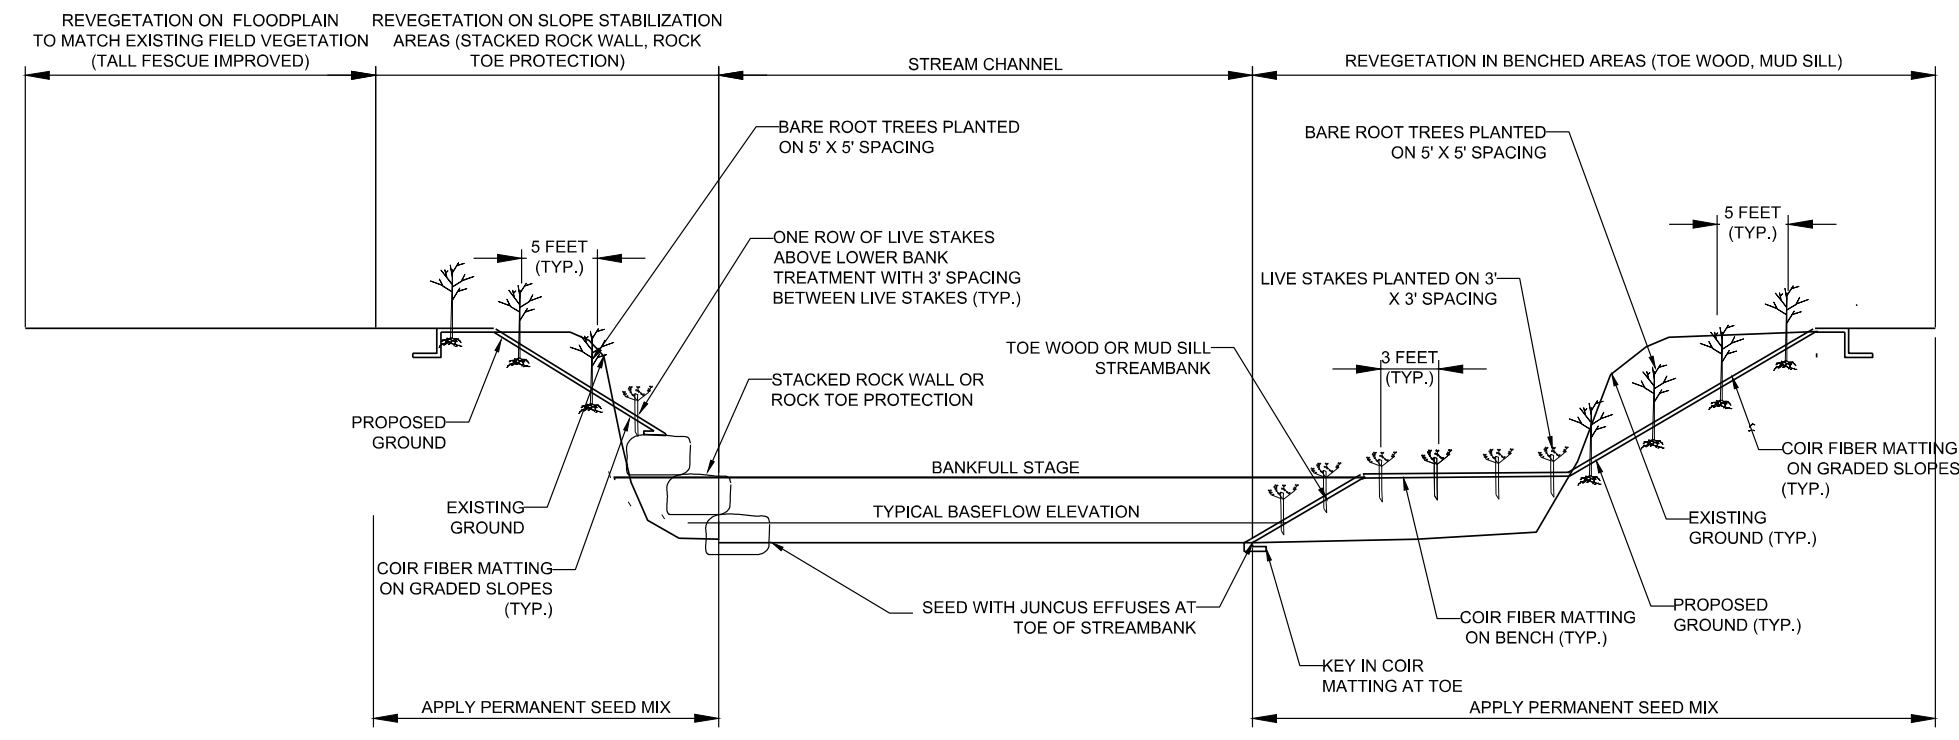 REVEGETATION ON FLOODPLAIN
TO MATCH EXISTING FIELD VEGETATION
(TALL FESCUE IMPROVED)
REVEGETATION ON SLOPE STABILIZATION
AREAS (STACKED ROCK WALL, ROCK
TOE PROTECTION)
STREAM CHANNEL
REVEGETATION IN BENCHED AREAS (TOE WOOD, MUD SILL)
BARE ROOT TREES PLANTED
ON 5' X 5' SPACING
BARE ROOT TREES PLANTED
ON 5' X 5' SPACING
5 FEET
(TYP.)
ONE ROW OF LIVE STAKES
ABOVE LOWER BANK
TREATMENT WITH 3' SPACING
BETWEEN LIVE STAKES (TYP.)
5 FEET
(TYP.)
LIVE STAKES PLANTED ON 3'
X 3' SPACING
TOE WOOD OR MUD SILL
STREAMBANK
3 FEET
(TYP.)
STACKED ROCK WALL OR
ROCK TOE PROTECTION
PROPOSED
GROUND
COIR FIBER MATTING
ON GRADED SLOPES
(TYP.)
BANKFULL STAGE
EXISTING
GROUND
TYPICAL BASEFLOW ELEVATION
EXISTING
GROUND (TYP.)
COIR FIBER MATTING
ON GRADED SLOPES
(TYP.)
SEED WITH JUNCUS EFFUSES AT
TOE OF STREAMBANK
COIR FIBER MATTING
ON BENCH (TYP.)
PROPOSED
GROUND (TYP.)
KEY IN COIR
MATTING AT TOE
APPLY PERMANENT SEED MIX
APPLY PERMANENT SEED MIX